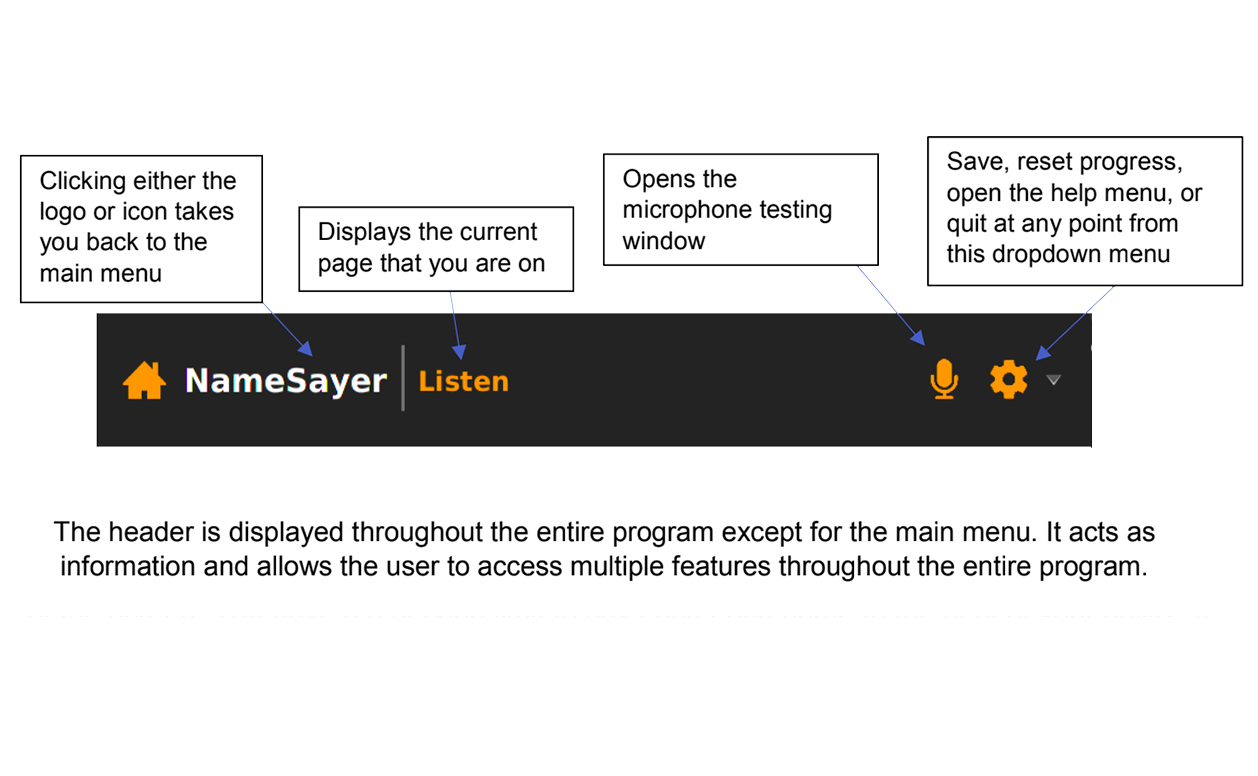 Clicking either the
logo or icon takes
you back to the
main menu
Displays the current
page that you are on
Opens the
microphone testing
window
Save, reset progress,
open the help menu, or
quit at any point from
this dropdown menu
NameSayer
Listen
The header is displayed throughout the entire program except for the main menu. It acts as
information and allows the user to access multiple features throughout the entire program.